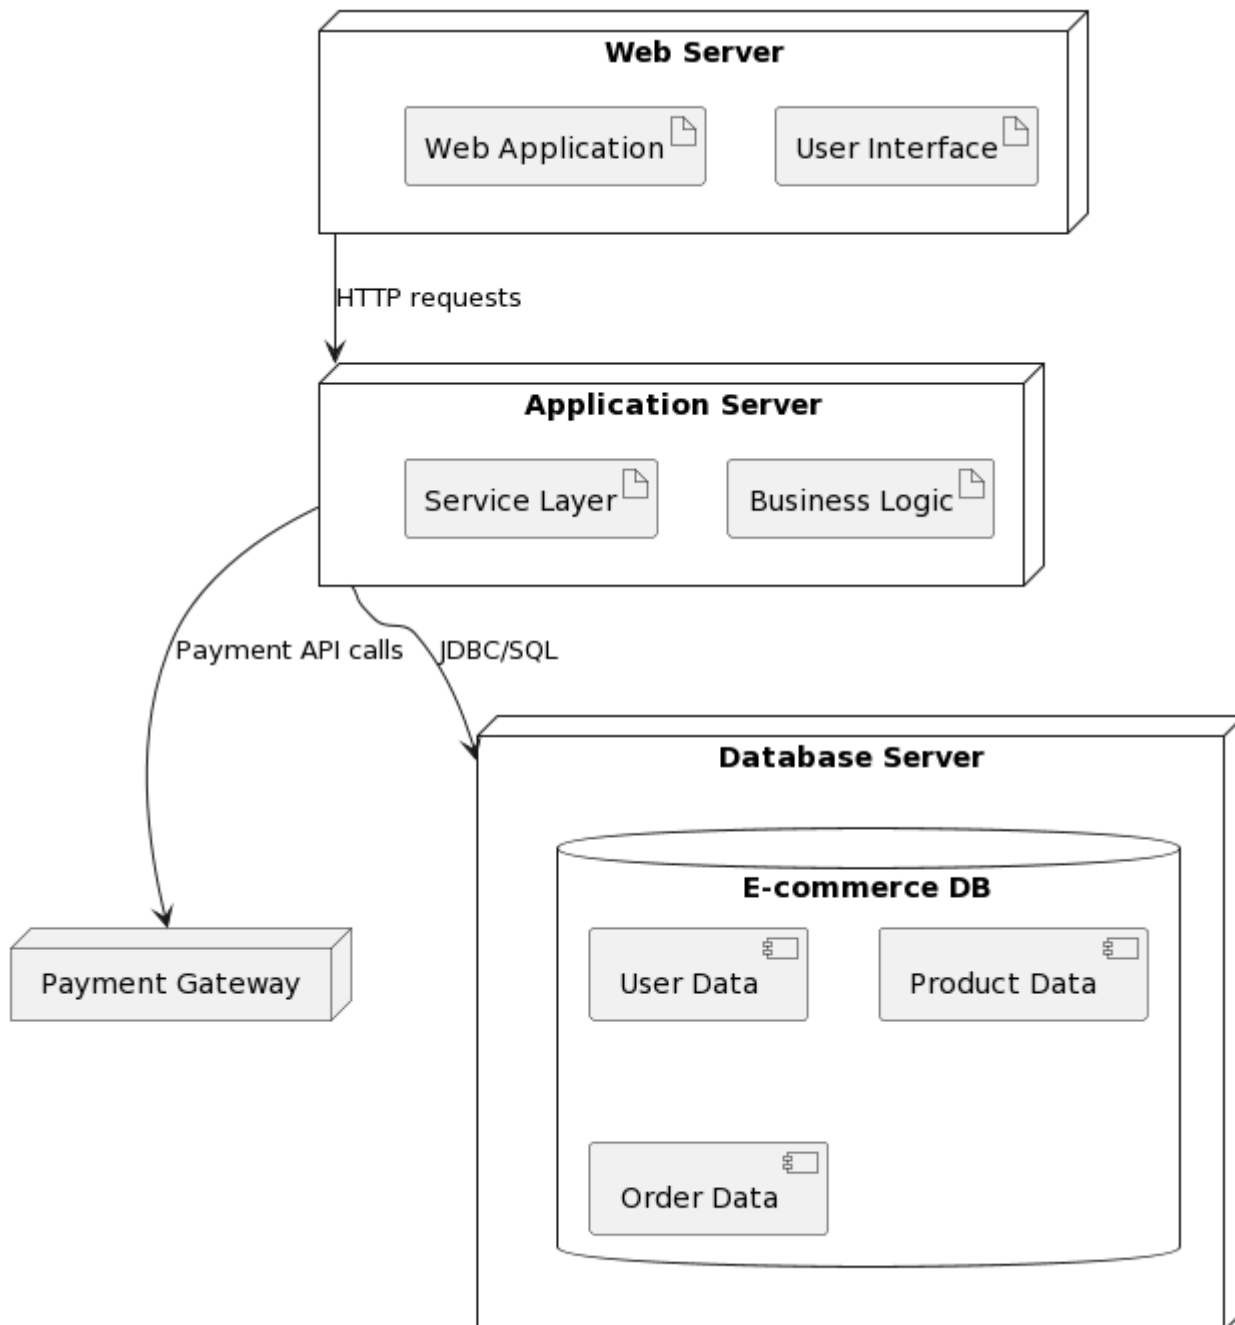 Web Server
Web Application
User Interface
HTTP requests
Application Server
Service Layer
Business Logic
Payment API calls
JDBC/SQL
Database Server
E-commerce DB
User Data
Product Data
Payment Gateway
Order Data